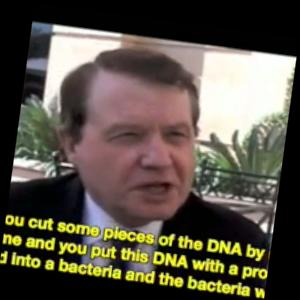 ou cut some pieces of the DNA by
ne and you put this DNA with a pro
d into a bacteria and the bacteria w